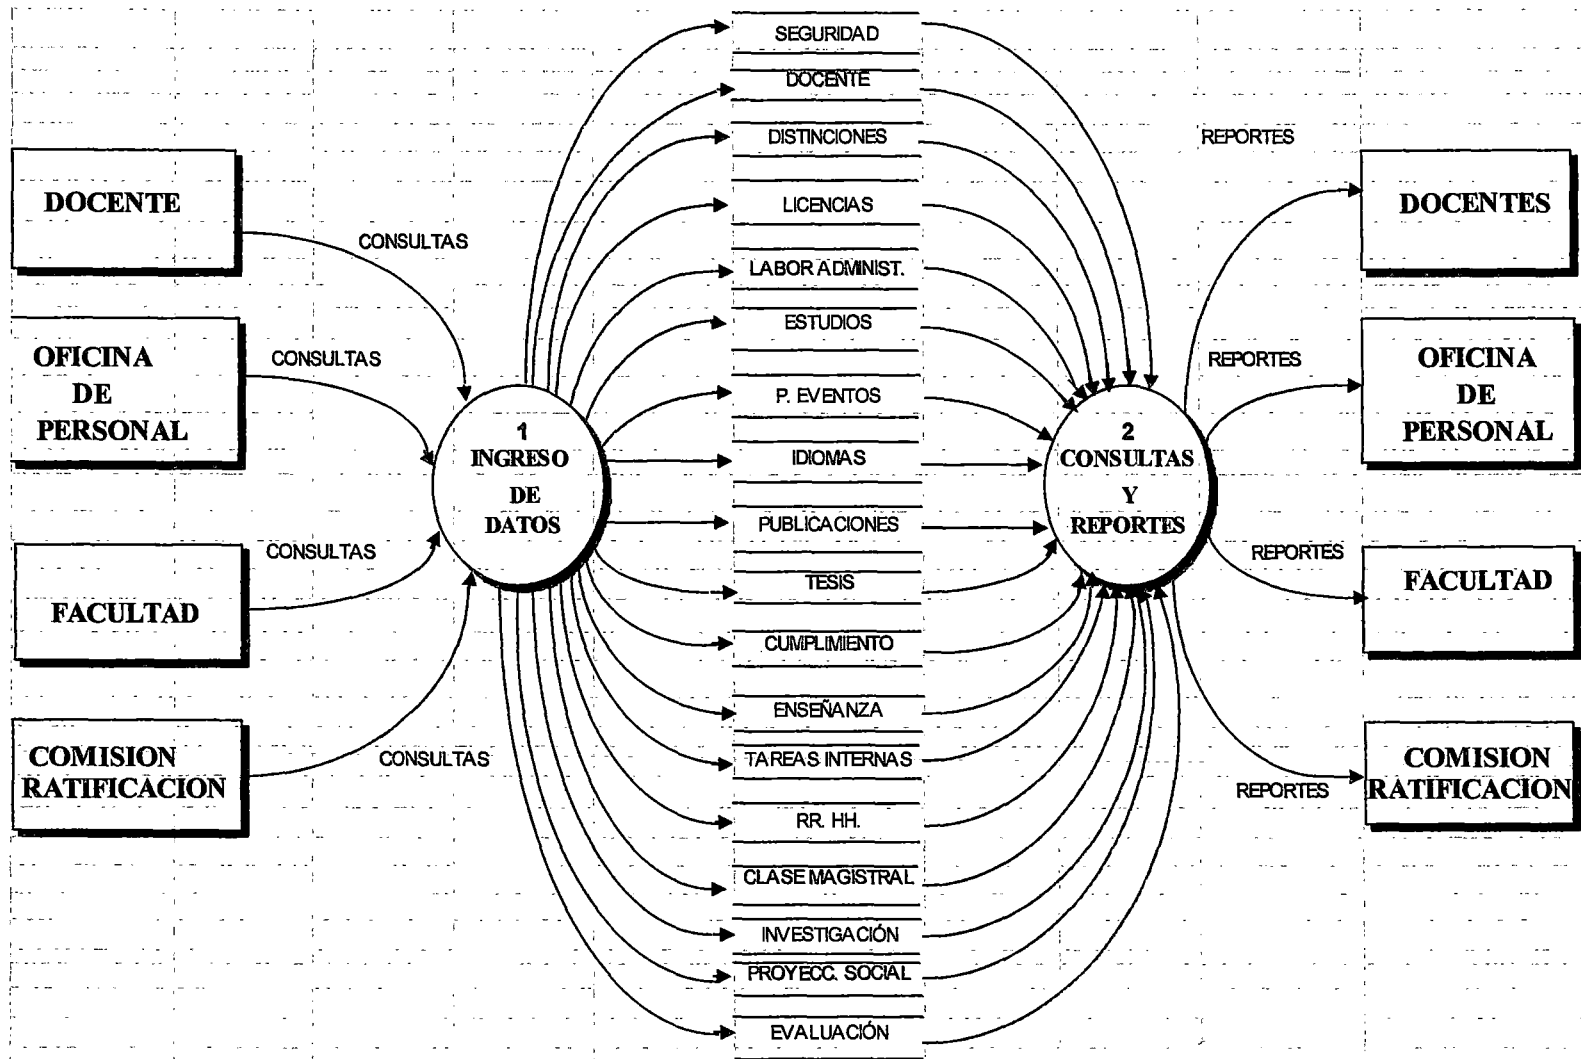 DOCENTE
OFICINA
DE
PERSONAL
FACULTAD
COMISION
RATIFICACION
CONSULTAS
CONSULTAS
CONSULTAS
CONSULTAS
1
INGRESO
DE
DATOS
SEGURIDAD
DOCENTE
DISTINCIONES
LICENCIAS
LABOR ADMINIST.
ESTUDIOS
P. EVENTOS
IDIOMAS
PUBLICACIONES
TESIS
CUMPLIMIENTO
ENSEÑANZA
TAREAS INTERNAS
RR. HH.
CLASE MAGISTRAL
INVESTIGACIÓN
PROYECC. SOCIAL
EVALUACIÓN
2
CONSULTAS
Y
REPORTES
REPORTES
REPORTES
REPORTES
REPORTES
DOCENTES
OFICINA
DE
PERSONAL
FACULTAD
COMISION
RATIFICACION